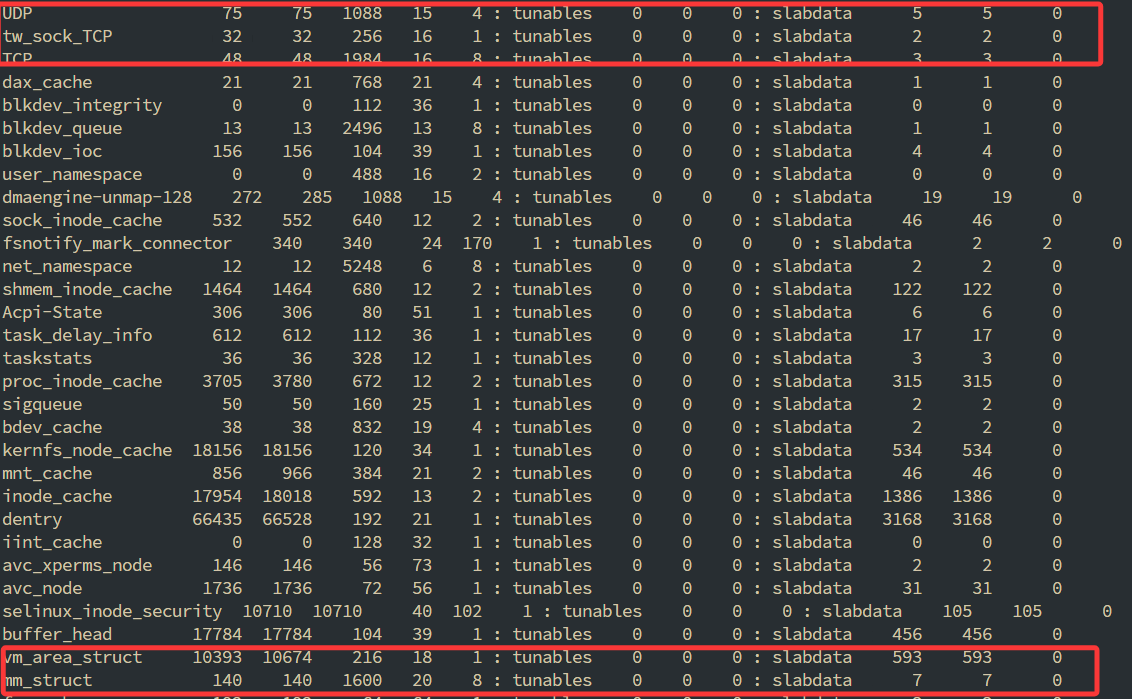 UDP 75 75 1088 15 4 : tunables 0 0 0 : slabdata 5 5 0
tw_sock_TCP 32 32 256 16 1 : tunables 0 0 0 : slabdata 2 2 0
TCP 48 48 1984 16 8 : tunables 0 0 0 : slabdata 3 3 0
dax_cache 21 21 768 21 4 : tunables 0 0 0 : slabdata 1 1 0
blkdev_integrity 0 0 112 36 1 : tunables 0 0 0 : slabdata 0 0 0
blkdev_queue 13 13 2496 13 8 : tunables 0 0 0 : slabdata 1 1 0
blkdev_ioc 156 156 104 39 1 : tunables 0 0 0 : slabdata 4 4 0
user_namespace 0 0 488 16 2 : tunables 0 0 0 : slabdata 0 0 0
dmaengine-unmap-128 272 285 1088 15 4 : tunables 0 0 0 : slabdata 19 19 0
sock_inode_cache 532 552 640 12 2 : tunables 0 0 0 : slabdata 46 46 0
fsnotify_mark_connector 340 340 24 170 1 : tunables 0 0 0 : slabdata 2 2 0
net_namespace 12 12 5248 6 8 : tunables 0 0 0 : slabdata 2 2 0
shmem_inode_cache 1464 1464 680 12 2 : tunables 0 0 0 : slabdata 122 122 0
Acpi-State 306 306 80 51 1 : tunables 0 0 0 : slabdata 6 6 0
task_delay_info 612 612 112 36 1 : tunables 0 0 0 : slabdata 17 17 0
taskstats 36 36 328 12 1 : tunables 0 0 0 : slabdata 3 3 0
proc_inode_cache 3705 3780 672 12 2 : tunables 0 0 0 : slabdata 315 315 0
sigqueue 50 50 160 25 1 : tunables 0 0 0 : slabdata 2 2 0
bdev_cache 38 38 832 19 4 : tunables 0 0 0 : slabdata 2 2 0
kernfs_node_cache 18156 18156 120 34 1 : tunables 0 0 0 : slabdata 534 534 0
mnt_cache 856 966 384 21 2 : tunables 0 0 0 : slabdata 46 46 0
inode_cache 17954 18018 592 13 2 : tunables 0 0 0 : slabdata 1386 1386 0
dentry 66435 66528 192 21 1 : tunables 0 0 0 : slabdata 3168 3168 0
iint_cache 0 0 128 32 1 : tunables 0 0 0 : slabdata 0 0 0
avc_xperms_node 146 146 56 73 1 : tunables 0 0 0 : slabdata 2 2 0
avc_node 1736 1736 72 56 1 : tunables 0 0 0 : slabdata 31 31 0
selinux_inode_security 10710 10710 40 102 1 : tunables 0 0 0 : slabdata 105 105 0
buffer_head 17784 17784 104 39 1 : tunables 0 0 0 : slabdata 456 456 0
vm_area_struct 10393 10674 216 18 1 : tunables 0 0 0 : slabdata 593 593 0
mm_struct 140 140 1600 20 8 : tunables 0 0 0 : slabdata 7 7 0